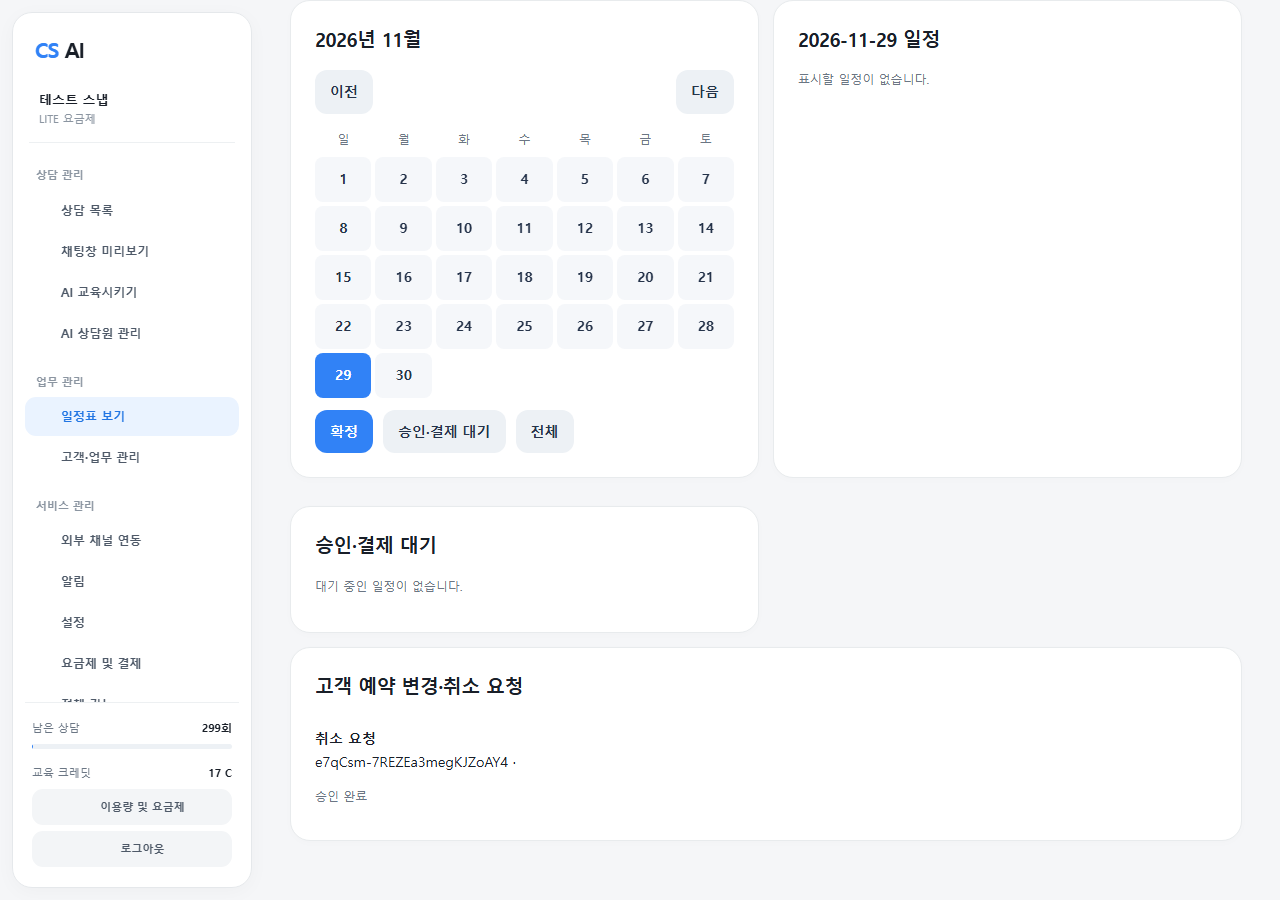 CS AI
테스트 스냅
LITE 요금제
상담 관리
상담 목록
채팅창 미리보기
AI 교육시키기
AI 상담원 관리
업무 관리
일정표 보기
고객·업무 관리
서비스 관리
외부 채널 연동
알림
설정
요금제 및 결제
남은 상담 299회
교육 크레딧 17 C
이용량 및 요금제
로그아웃
2026년 11월
이전 다음
일 월 화 수 목 금 토
1 2 3 4 5 6 7
8 9 10 11 12 13 14
15 16 17 18 19 20 21
22 23 24 25 26 27 28
29 30
확정 승인·결제 대기 전체
2026-11-29 일정
표시할 일정이 없습니다.
승인·결제 대기
대기 중인 일정이 없습니다.
고객 예약 변경·취소 요청
취소 요청
e7qCsm-7REZEa3megKJZoAY4 ·
승인 완료